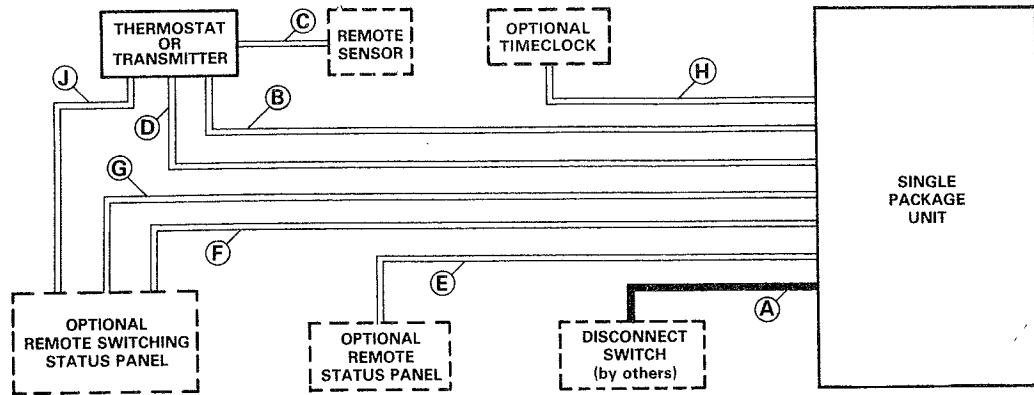 THERMOSTAT
OR
TRANSMITTER
C
REMOTE
SENSOR
OPTIONAL
TIMECLOCK
H
J
D
B
G
F
E
A
SINGLE
PACKAGE
UNIT
OPTIONAL
REMOTE SWITCHING
STATUS PANEL
OPTIONAL
REMOTE
STATUS PANEL
DISCONNECT
SWITCH
(by others)